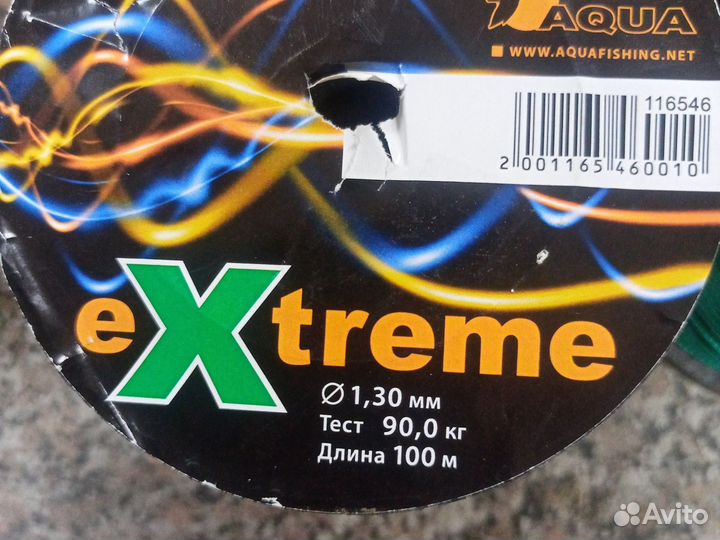 AQUA
WWW.AQUAFISHING.NET
116546
2 001165 460010
eXtreme
Ø 1,30 мм
Тест 90,0 кг
Длина 100 м
Avito